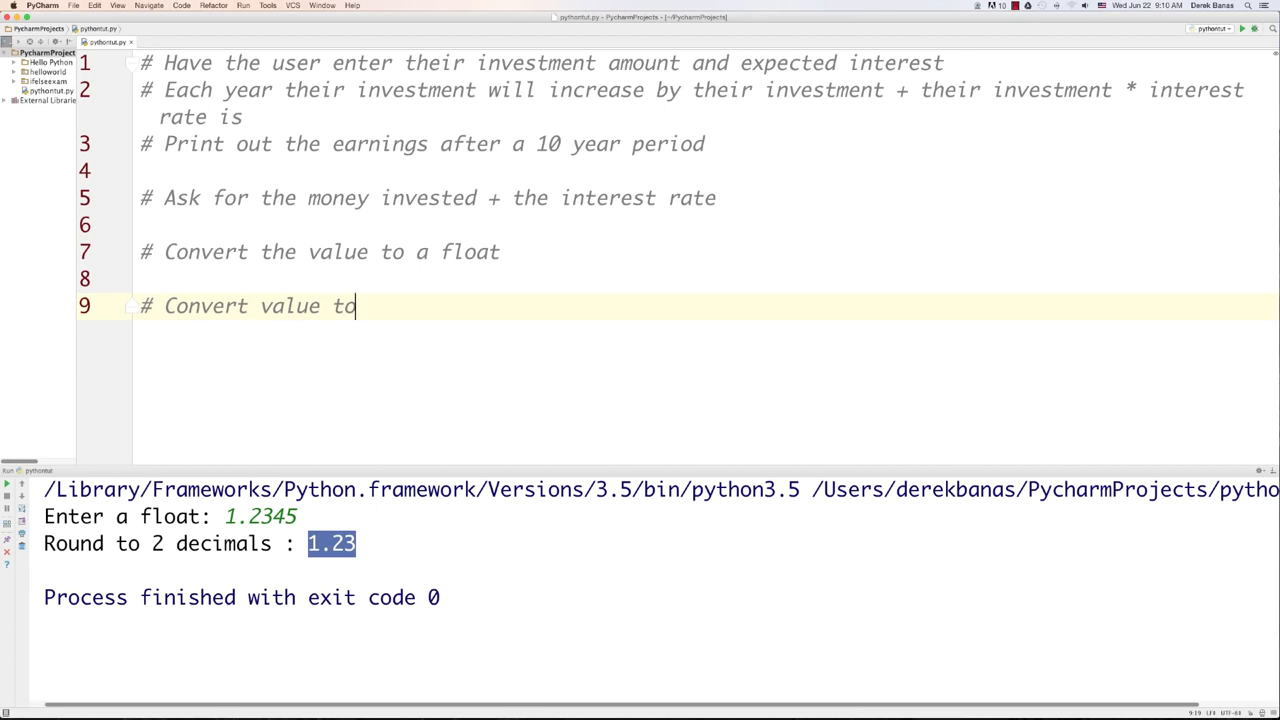 PyCharm File Edit View Navigate Code Refactor Run Tools VCS Window Help 10 Wed Jun 22 9:10 AM Derek Banas
pythontut.py - PycharmProjects - [~/PycharmProjects]
PycharmProjects pythontut.py pythontut
pythontut.py ×
PycharmProject
Hello Python
helloworld
ifelseexam
pythontut.py
External Librarie
1 # Have the user enter their investment amount and expected interest
2 # Each year their investment will increase by their investment + their investment * interest
rate is
3 # Print out the earnings after a 10 year period
4
5 # Ask for the money invested + the interest rate
6
7 # Convert the value to a float
8
9 # Convert value to
Run pythontut
/Library/Frameworks/Python.framework/Versions/3.5/bin/python3.5 /Users/derekbanas/PycharmProjects/pytho
Enter a float: 1.2345
Round to 2 decimals : 1.23
Process finished with exit code 0
9:19 LF÷ UTF-8÷